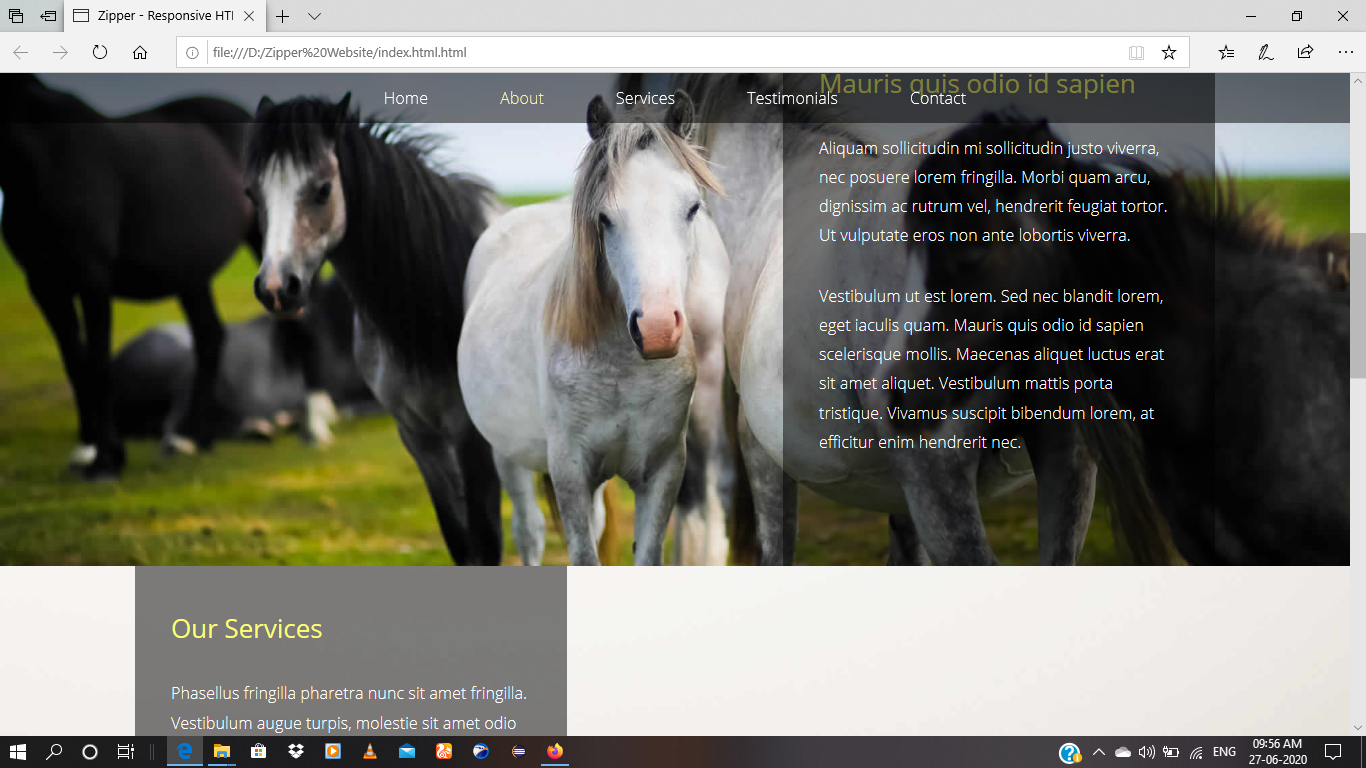 Zipper - Responsive HTI
file:///D:/Zipper%20Website/index.html.html
Mauris quis odio id sapien
Home About Services Testimonials Contact
Aliquam sollicitudin mi sollicitudin justo viverra,
nec posuere lorem fringilla. Morbi quam arcu,
dignissim ac rutrum vel, hendrerit feugiat tortor.
Ut vulputate eros non ante lobortis viverra.
Vestibulum ut est lorem. Sed nec blandit lorem,
eget iaculis quam. Mauris quis odio id sapien
scelerisque mollis. Maecenas aliquet luctus erat
sit amet aliquet. Vestibulum mattis porta
tristique. Vivamus suscipit bibendum lorem, at
efficitur enim hendrerit nec.
Our Services
Phasellus fringilla pharetra nunc sit amet fringilla.
Vestibulum augue turpis, molestie sit amet odio
ENG
09:56 AM
27-06-2020